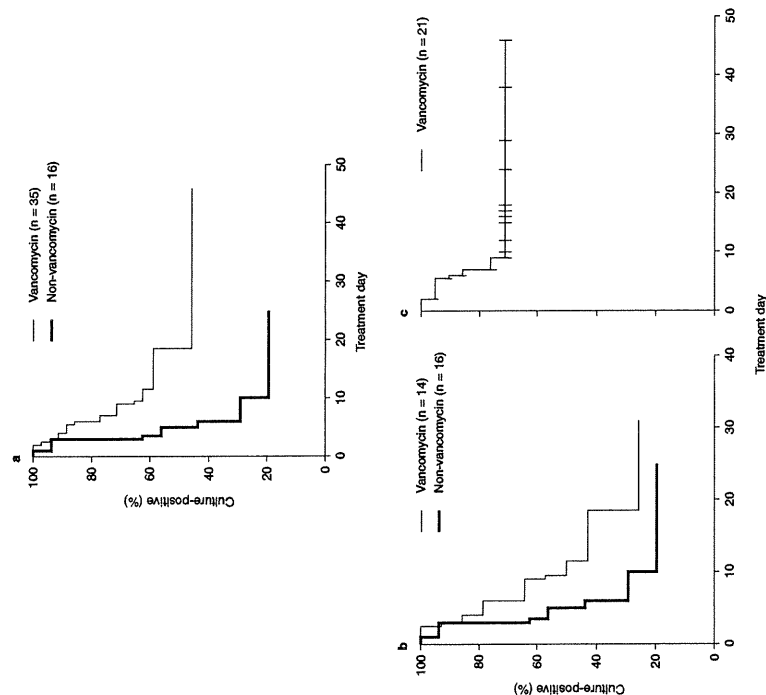 a
Vancomycin (n = 35)
Non-vancomycin (n = 16)
Culture-positive (%)
100
80
60
40
20
0
0 10 20 30 40 50
Treatment day
b
Vancomycin (n = 14)
Non-vancomycin (n = 16)
Culture-positive (%)
100
80
60
40
20
0
0 10 20 30 40
c
Vancomycin (n = 21)
0 10 20 30 40 50
Treatment day